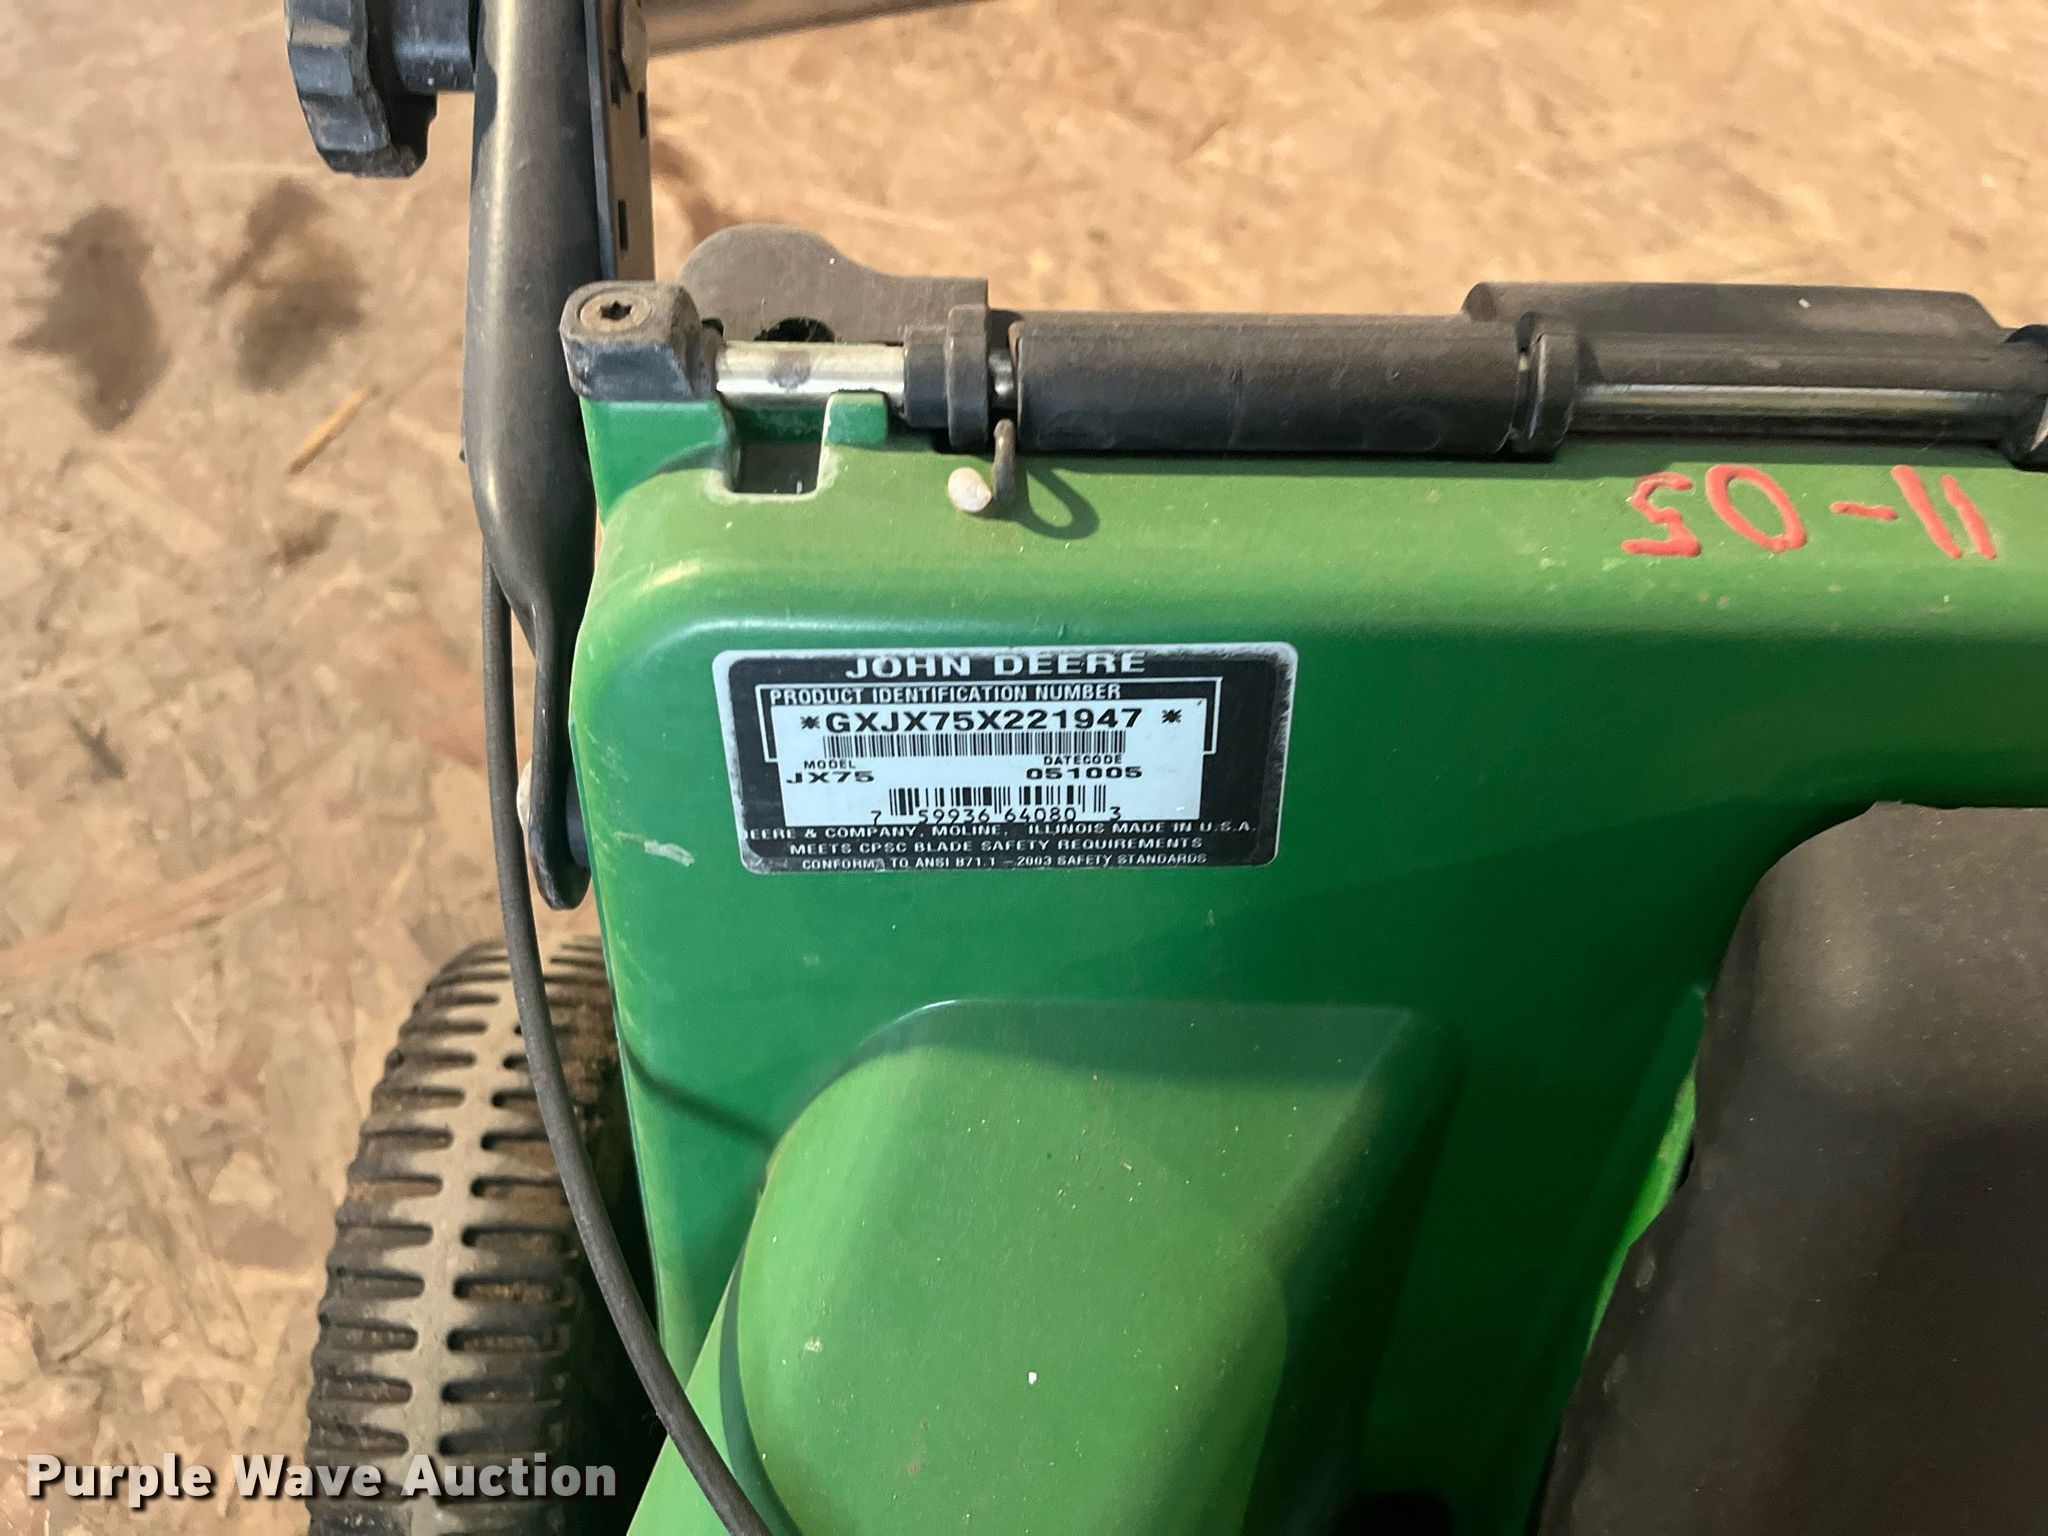 11-05
JOHN DEERE
PRODUCT IDENTIFICATION NUMBER
*GXJX75X221947 *
MODEL DATECODE
JX75 051005
7 59936 64080 3
DEERE & COMPANY, MOLINE, ILLINOIS MADE IN U.S.A.
MEETS CPSC BLADE SAFETY REQUIREMENTS
CONFORMS TO ANSI B71.1 -2003 SAFETY STANDARDS
Purple Wave Auction